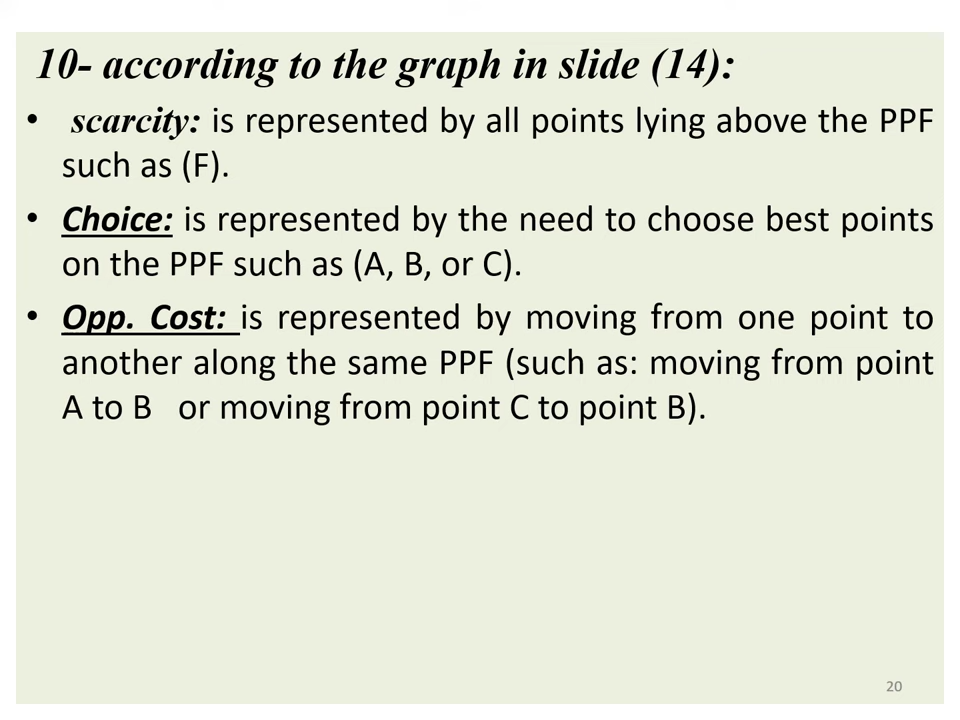 10- according to the graph in slide (14):
• scarcity: is represented by all points lying above the PPF
such as (F).
• Choice: is represented by the need to choose best points
on the PPF such as (A, B, or C).
• Opp. Cost: is represented by moving from one point to
another along the same PPF (such as: moving from point
A to B or moving from point C to point B).
20